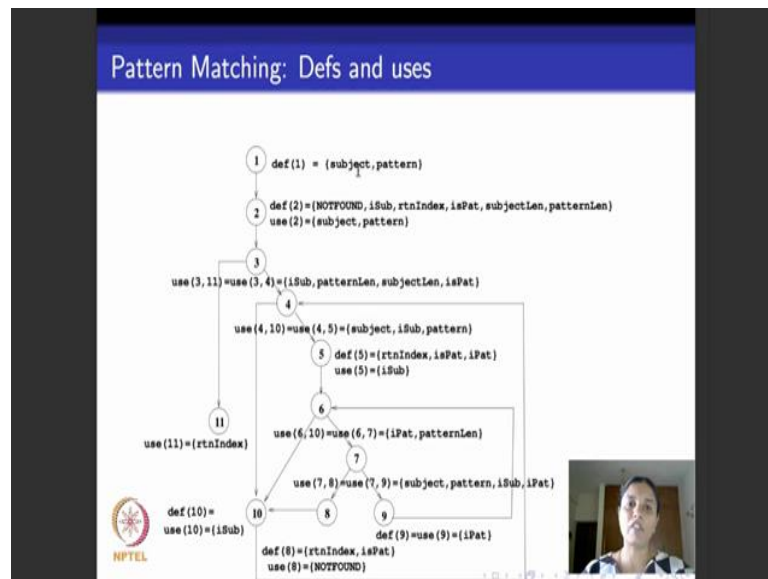 Pattern Matching: Defs and uses
1
def(1) = {subject,pattern}
2
def(2)={NOTFOUND,iSub,rtnIndex,isPat,subjectLen,patternLen}
use(2)={subject,pattern}
3
use(3,11)=use(3,4)={iSub,patternLen,subjectLen,isPat}
4
use(4,10)=use(4,5)={subject,iSub,pattern}
5
def(5)={rtnIndex,isPat,iPat}
use(5)={iSub}
6
11
use(6,10)=use(6,7)={iPat,patternLen}
use(11)={rtnIndex}
7
use(7,8)=use(7,9)={subject,pattern,iSub,iPat}
def(10)=
use(10)={iSub}
10
8
9
def(9)=use(9)={iPat}
def(8)={rtnIndex,isPat}
use(8)={NOTFOUND}
NPTEL